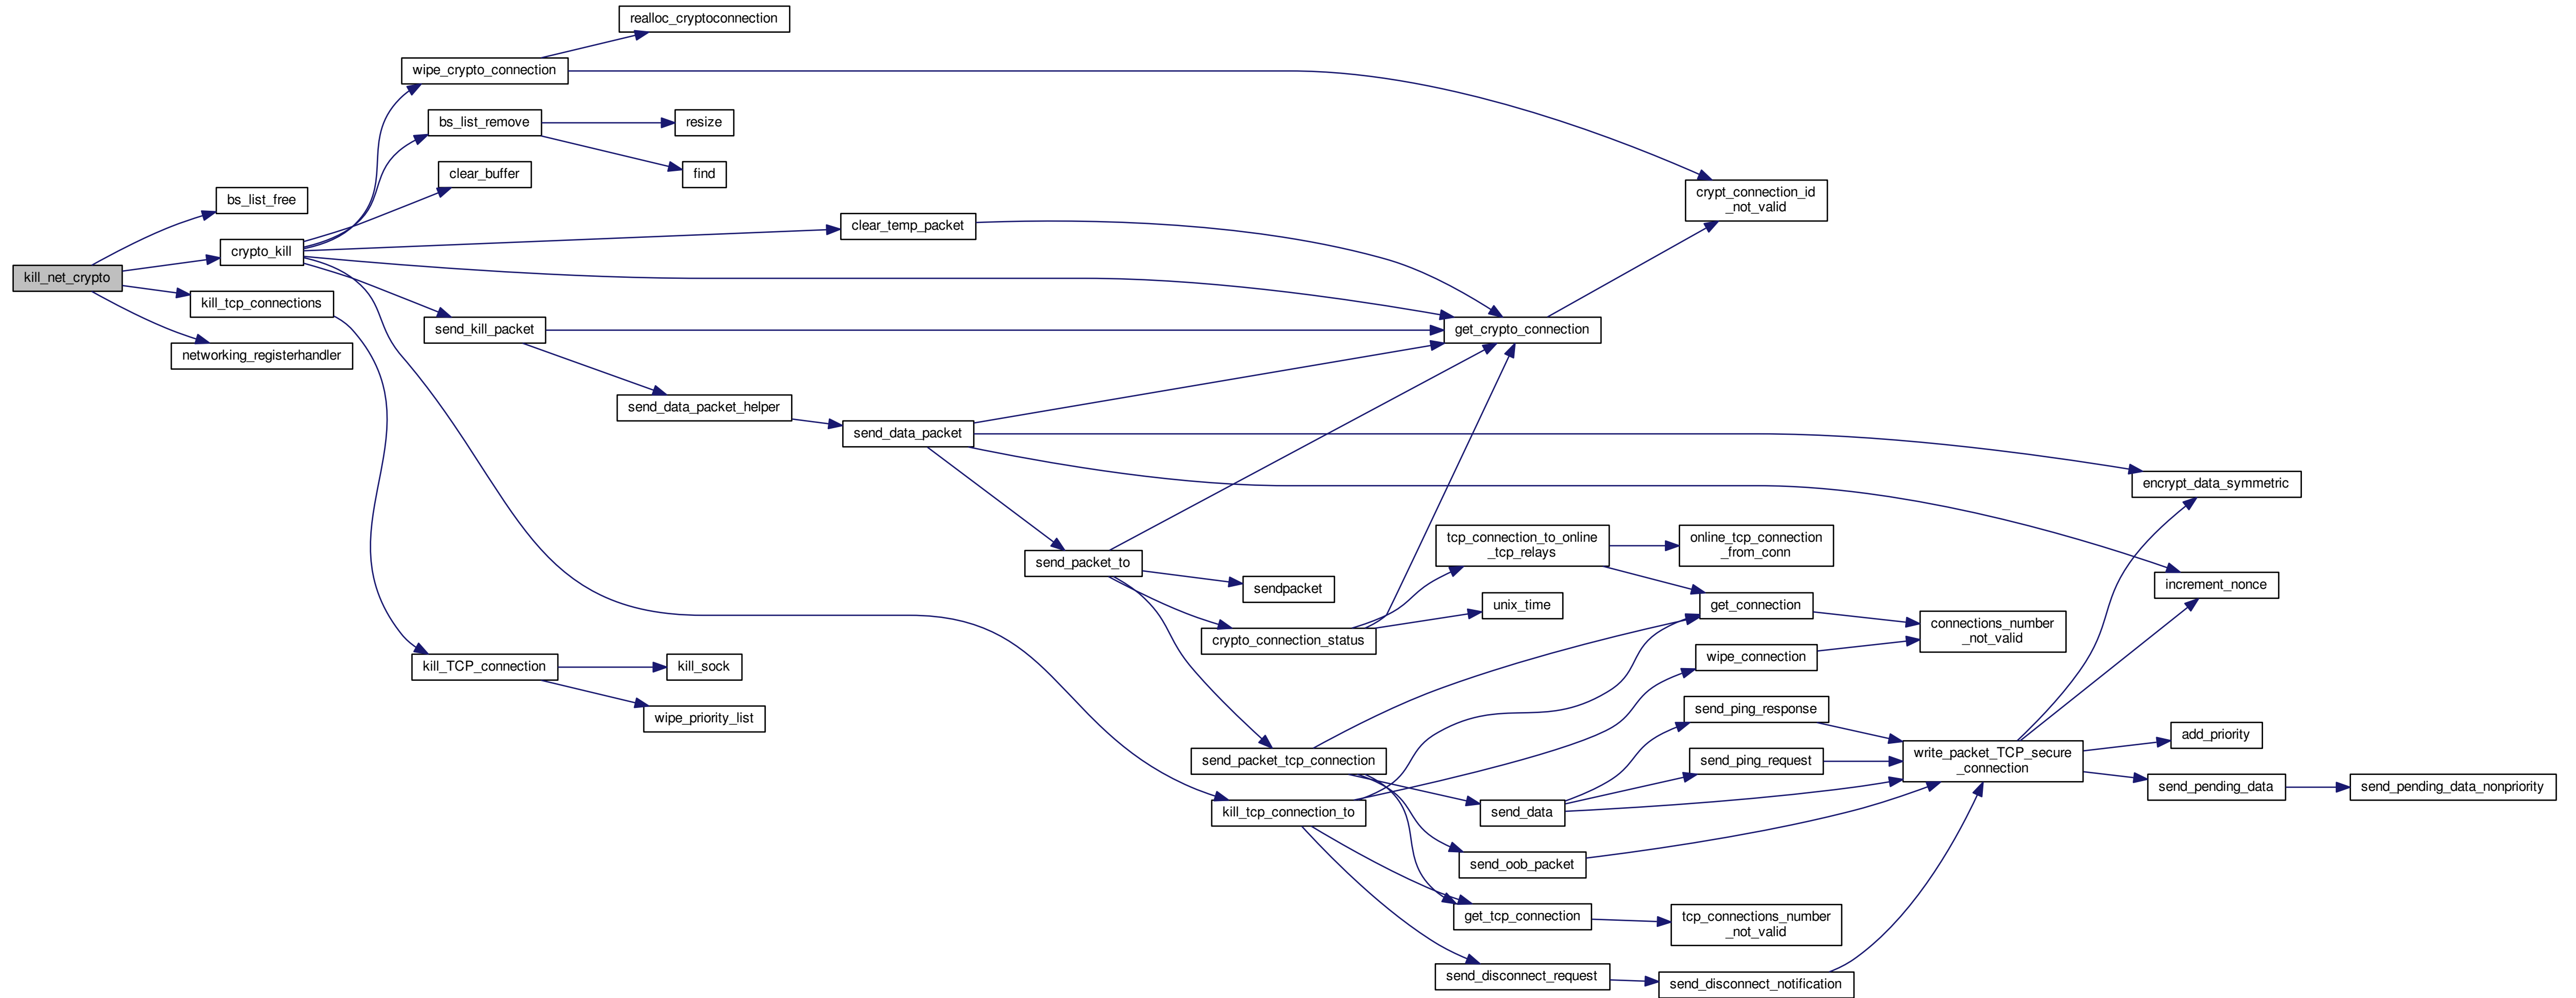 realloc_cryptoconnection
wipe_crypto_connection
bs_list_remove
resize
clear_buffer
find
bs_list_free
crypt_connection_id
_not_valid
clear_temp_packet
crypto_kill
kill_net_crypto
kill_tcp_connections
send_kill_packet
get_crypto_connection
networking_registerhandler
send_data_packet_helper
send_data_packet
encrypt_data_symmetric
tcp_connection_to_online
_tcp_relays
online_tcp_connection
_from_conn
send_packet_to
sendpacket
increment_nonce
unix_time
get_connection
crypto_connection_status
connections_number
_not_valid
wipe_connection
kill_TCP_connection
kill_sock
wipe_priority_list
send_ping_response
add_priority
send_packet_tcp_connection
send_ping_request
write_packet_TCP_secure
_connection
send_pending_data
send_pending_data_nonpriority
kill_tcp_connection_to
send_data
send_oob_packet
get_tcp_connection
tcp_connections_number
_not_valid
send_disconnect_request
send_disconnect_notification